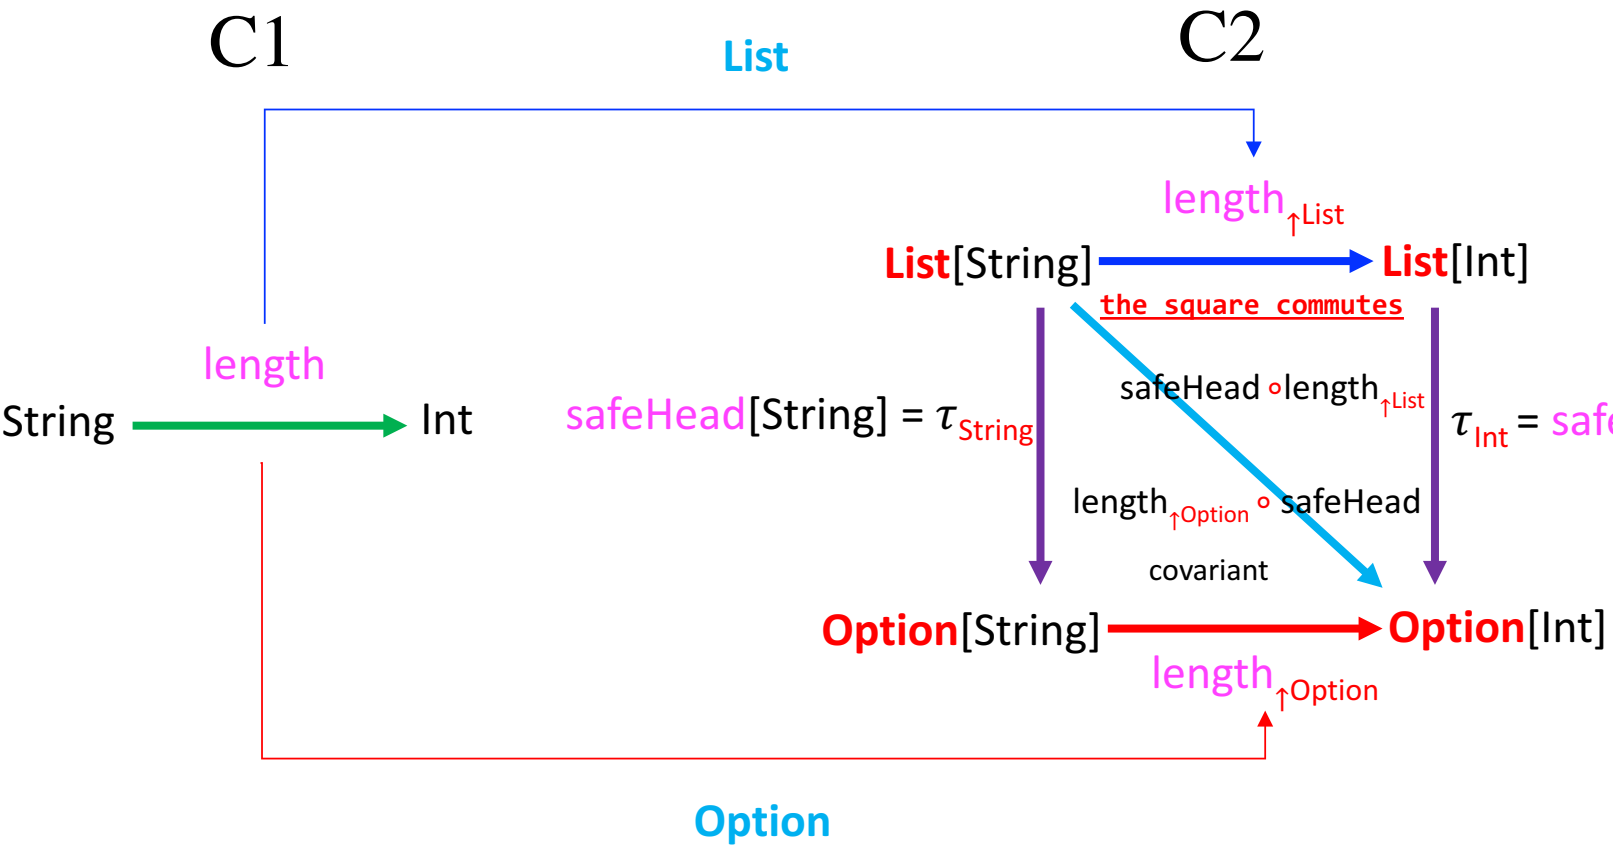 C1
C2
List
length↑List
List[String]
List[Int]
the square commutes
length
safeHead ∘length↑List
String
Int
safeHead[String] = τString
τInt = safe
length↑Option ∘ safeHead
covariant
Option[String]
Option[Int]
length↑Option
Option